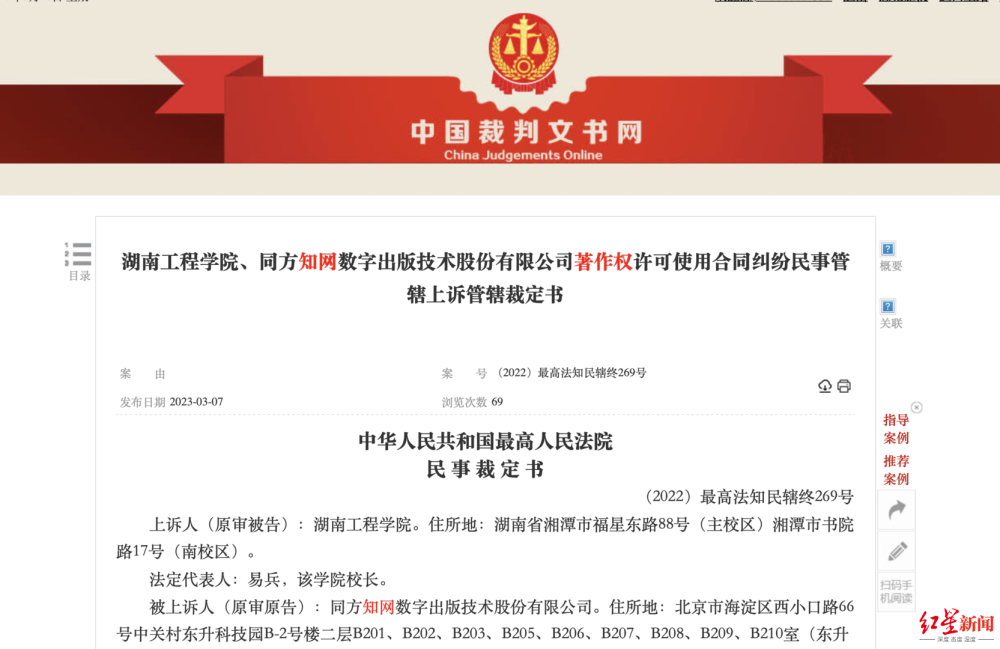 中国裁判文书网
China Judgements Online
目录
湖南工程学院、同方知网数字出版技术股份有限公司著作权许可使用合同纠纷民事管
辖上诉管辖裁定书
概要
关联
案 由
案 号 （2022）最高法知民辖终269号
发布日期 2023-03-07
浏览次数 69
指导
案例
推荐
案例
中华人民共和国最高人民法院
民 事 裁 定 书
（2022）最高法知民辖终269号
上诉人（原审被告）：湖南工程学院。住所地：湖南省湘潭市福星东路88号（主校区）湘潭市书院
路17号（南校区）。
法定代表人：易兵，该学院校长。
被上诉人（原审原告）：同方知网数字出版技术股份有限公司。住所地：北京市海淀区西小口路66
号中关村东升科技园B-2号楼二层B201、B202、B203、B205、B206、B207、B208、B209、B210室（东升
扫码手
机阅读
红星新闻
深度 态度 温度